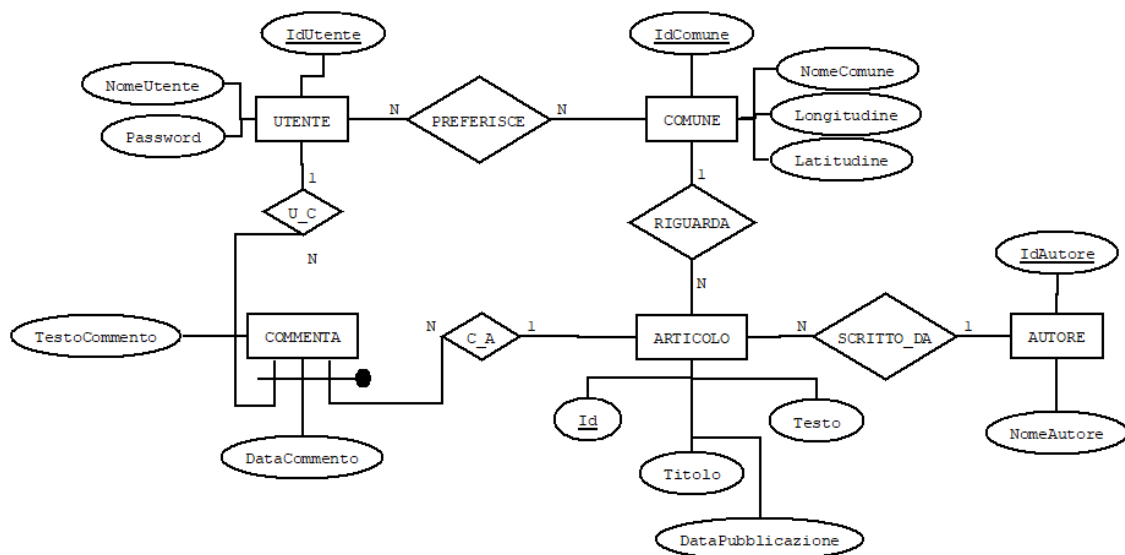 IdUtente
IdComune
NomeUtente
NomeComune
UTENTE
N
PREFERISCE
N
COMUNE
Longitudine
Password
Latitudine
1
1
U_C
RIGUARDA
N
IdAutore
N
TestoCommento
COMMENTA
N
C_A
1
ARTICOLO
N
SCRITTO_DA
1
AUTORE
Id
Testo
NomeAutore
DataCommento
Titolo
DataPubblicazione